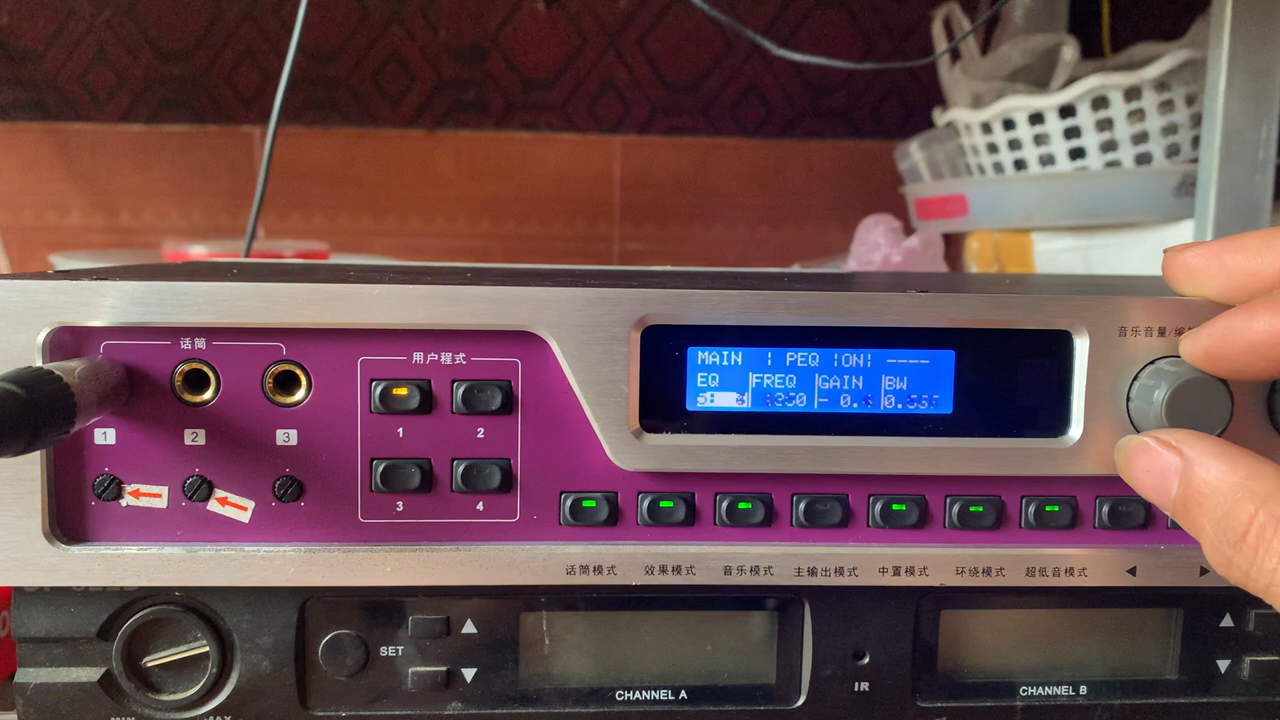 音乐音量/编
话筒
用户程式
MAIN | PEQ |ON| ----
EQ |FREQ |GAIN |BW
1 2 3
1 2
3 4
话筒模式 效果模式 音乐模式 主输出模式 中置模式 环绕模式 超低音模式 ◀ ▶
SET
CHANNEL A
IR
CHANNEL B